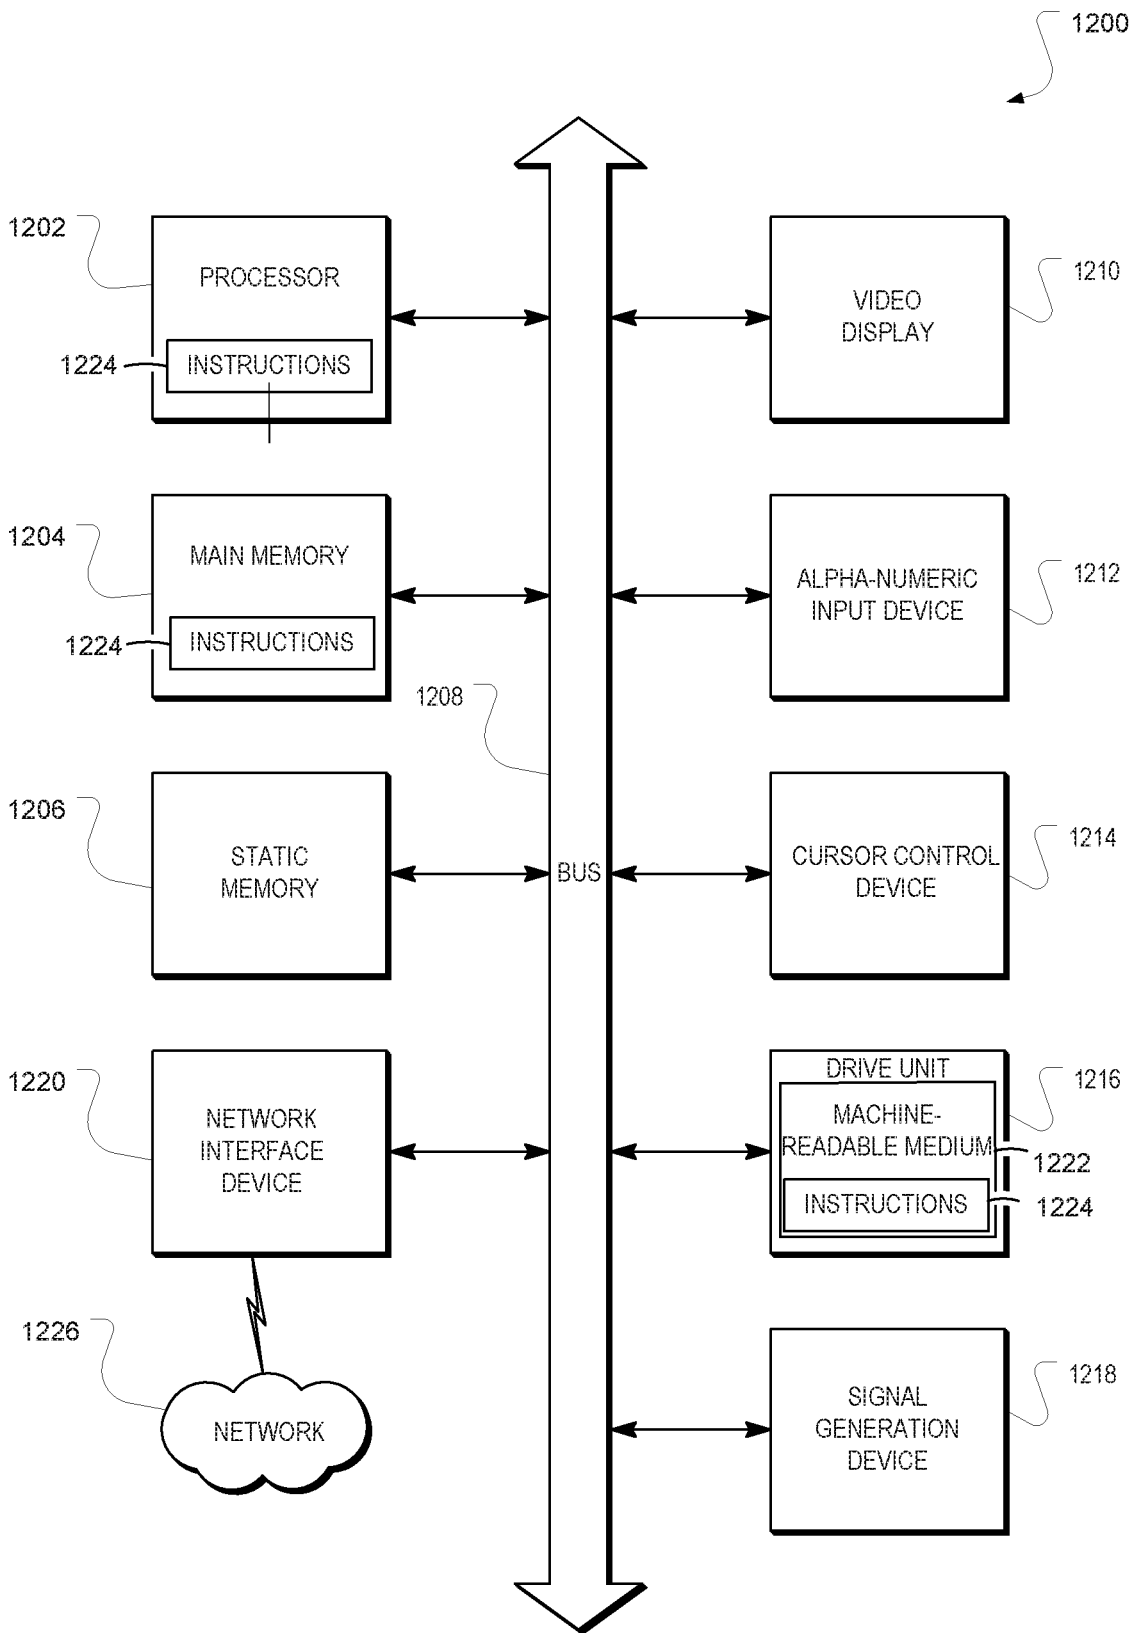 1200
1202
PROCESSOR
1224
INSTRUCTIONS
1204
MAIN MEMORY
1224
INSTRUCTIONS
1206
STATIC
MEMORY
1220
NETWORK
INTERFACE
DEVICE
1226
NETWORK
1208
BUS
VIDEO
DISPLAY
1210
ALPHA-NUMERIC
INPUT DEVICE
1212
CURSOR CONTROL
DEVICE
1214
DRIVE UNIT
1216
MACHINE-
READABLE MEDIUM
1222
INSTRUCTIONS
1224
SIGNAL
GENERATION
DEVICE
1218